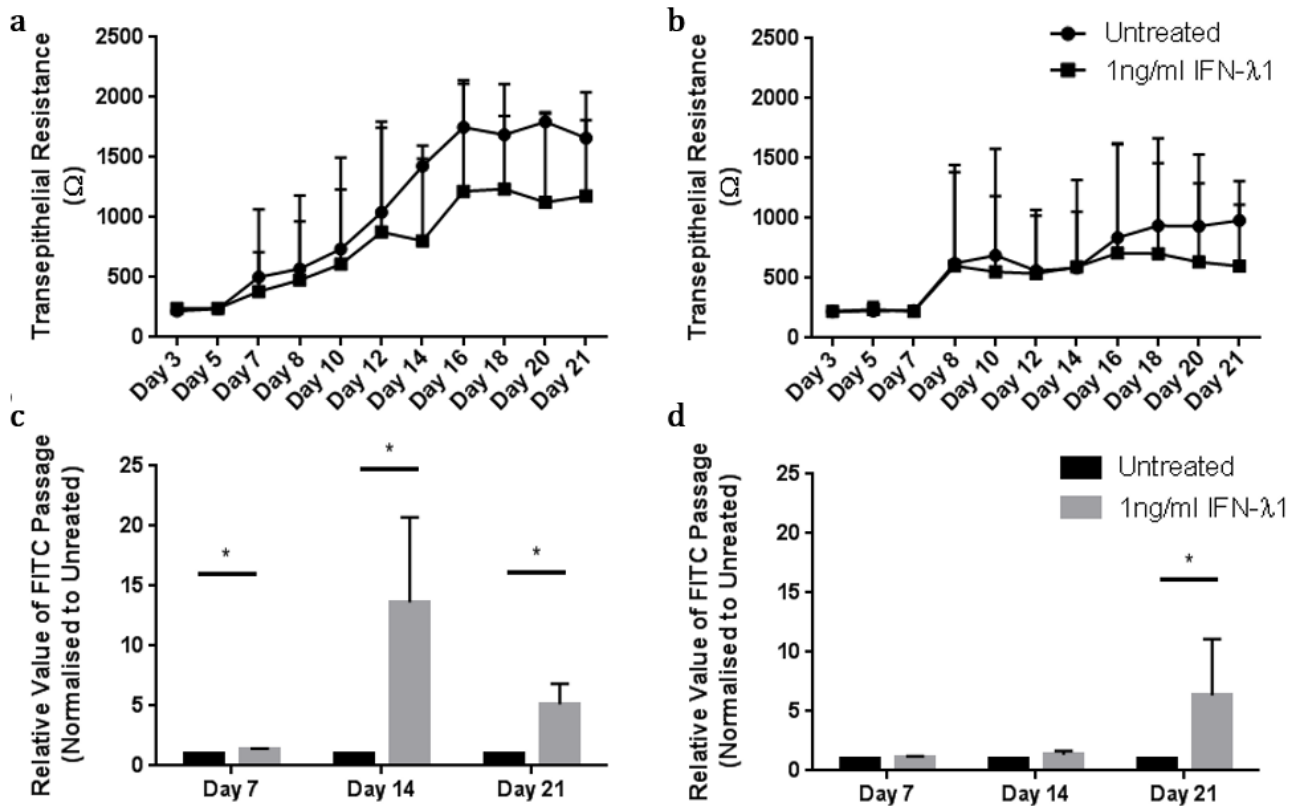 a
Transepithelial Resistance
(Ω)
2500
2000
1500
1000
500
0
Day 3
Day 5
Day 7
Day 8
Day 10
Day 12
Day 14
Day 16
Day 18
Day 20
Day 21
b
Transepithelial Resistance
(Ω)
2500
2000
1500
1000
500
0
Day 3
Day 5
Day 7
Day 8
Day 10
Day 12
Day 14
Day 16
Day 18
Day 20
Day 21
Untreated
1ng/ml IFN-λ1
c
Relative Value of FITC Passage
(Normalised to Unreated)
25
20
15
10
5
0
*
*
*
Day 7
Day 14
Day 21
d
Relative Value of FITC Passage
(Normalised to Untreated)
25
20
15
10
5
0
*
Day 7
Day 14
Day 21
Untreated
1ng/ml IFN-λ1